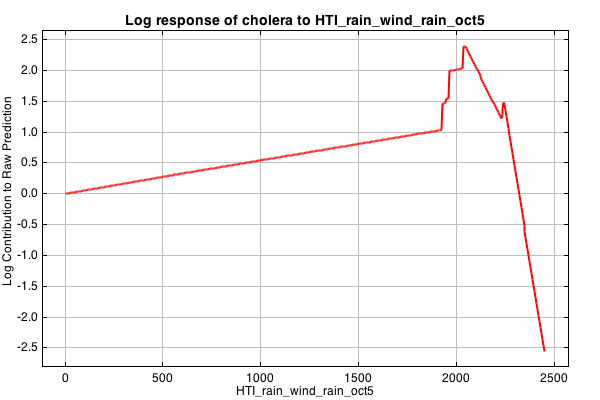 Log response of cholera to HTI_rain_wind_rain_oct5
Log Contribution to Raw Prediction
2.5
2.0
1.5
1.0
0.5
0.0
-0.5
-1.0
-1.5
-2.0
-2.5
0 500 1000 1500 2000 2500
HTI_rain_wind_rain_oct5